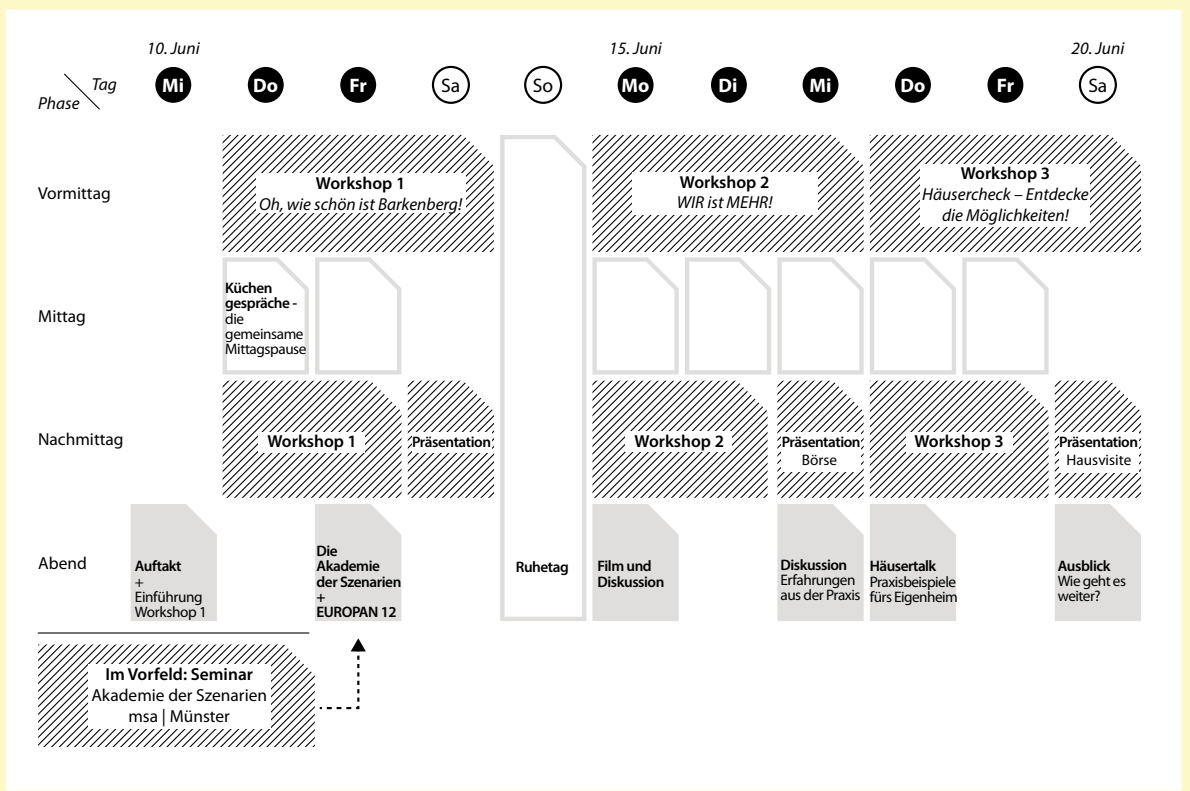 10. Juni
15. Juni
20. Juni
Tag
Phase
Mi
Do
Fr
Sa
So
Mo
Di
Mi
Do
Fr
Sa
Vormittag
Workshop 1
Oh, wie schön ist Barkenberg!
Workshop 2
WIR ist MEHR!
Workshop 3
Häusercheck – Entdecke
die Möglichkeiten!
Mittag
Küchen
gespräche -
die
gemeinsame
Mittagspause
Nachmittag
Workshop 1
Präsentation
Workshop 2
Präsentation
Börse
Workshop 3
Präsentation
Hausvisite
Abend
Auftakt
+
Einführung
Workshop 1
Die
Akademie
der Szenarien
+
EUROPAN 12
Ruhetag
Film und
Diskussion
Diskussion
Erfahrungen
aus der Praxis
Häusertalk
Praxisbeispiele
fürs Eigenheim
Ausblick
Wie geht es
weiter?
Im Vorfeld: Seminar
Akademie der Szenarien
msa | Münster